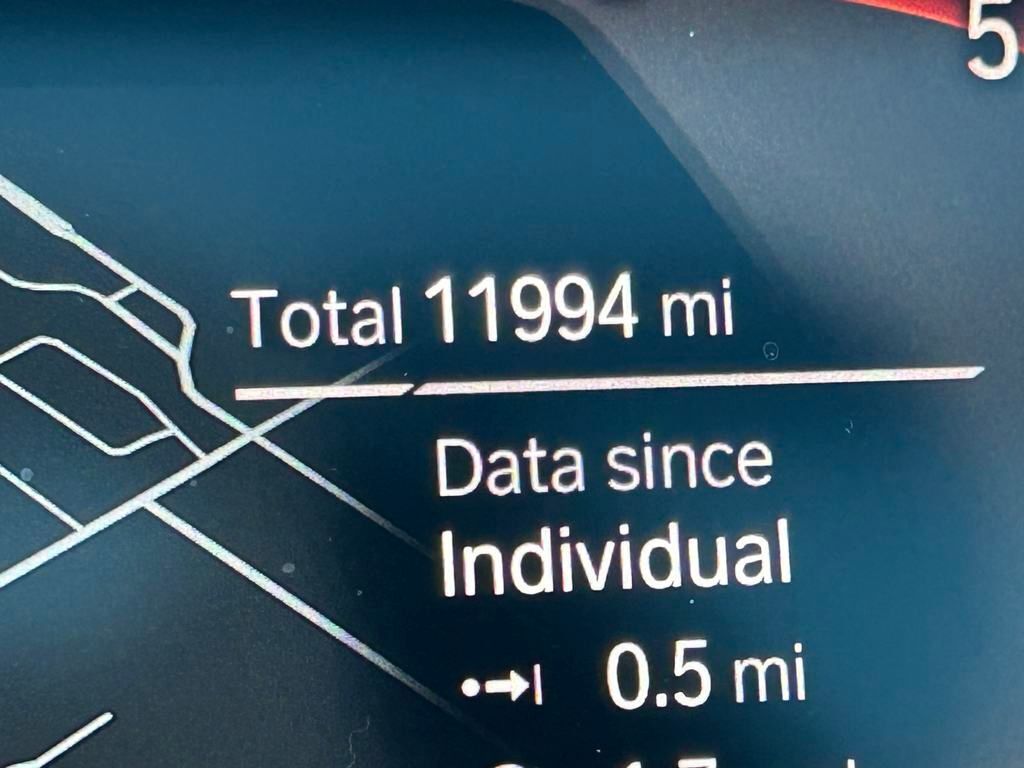 5
Total 11994 mi
Data since
Individual
0.5 mi